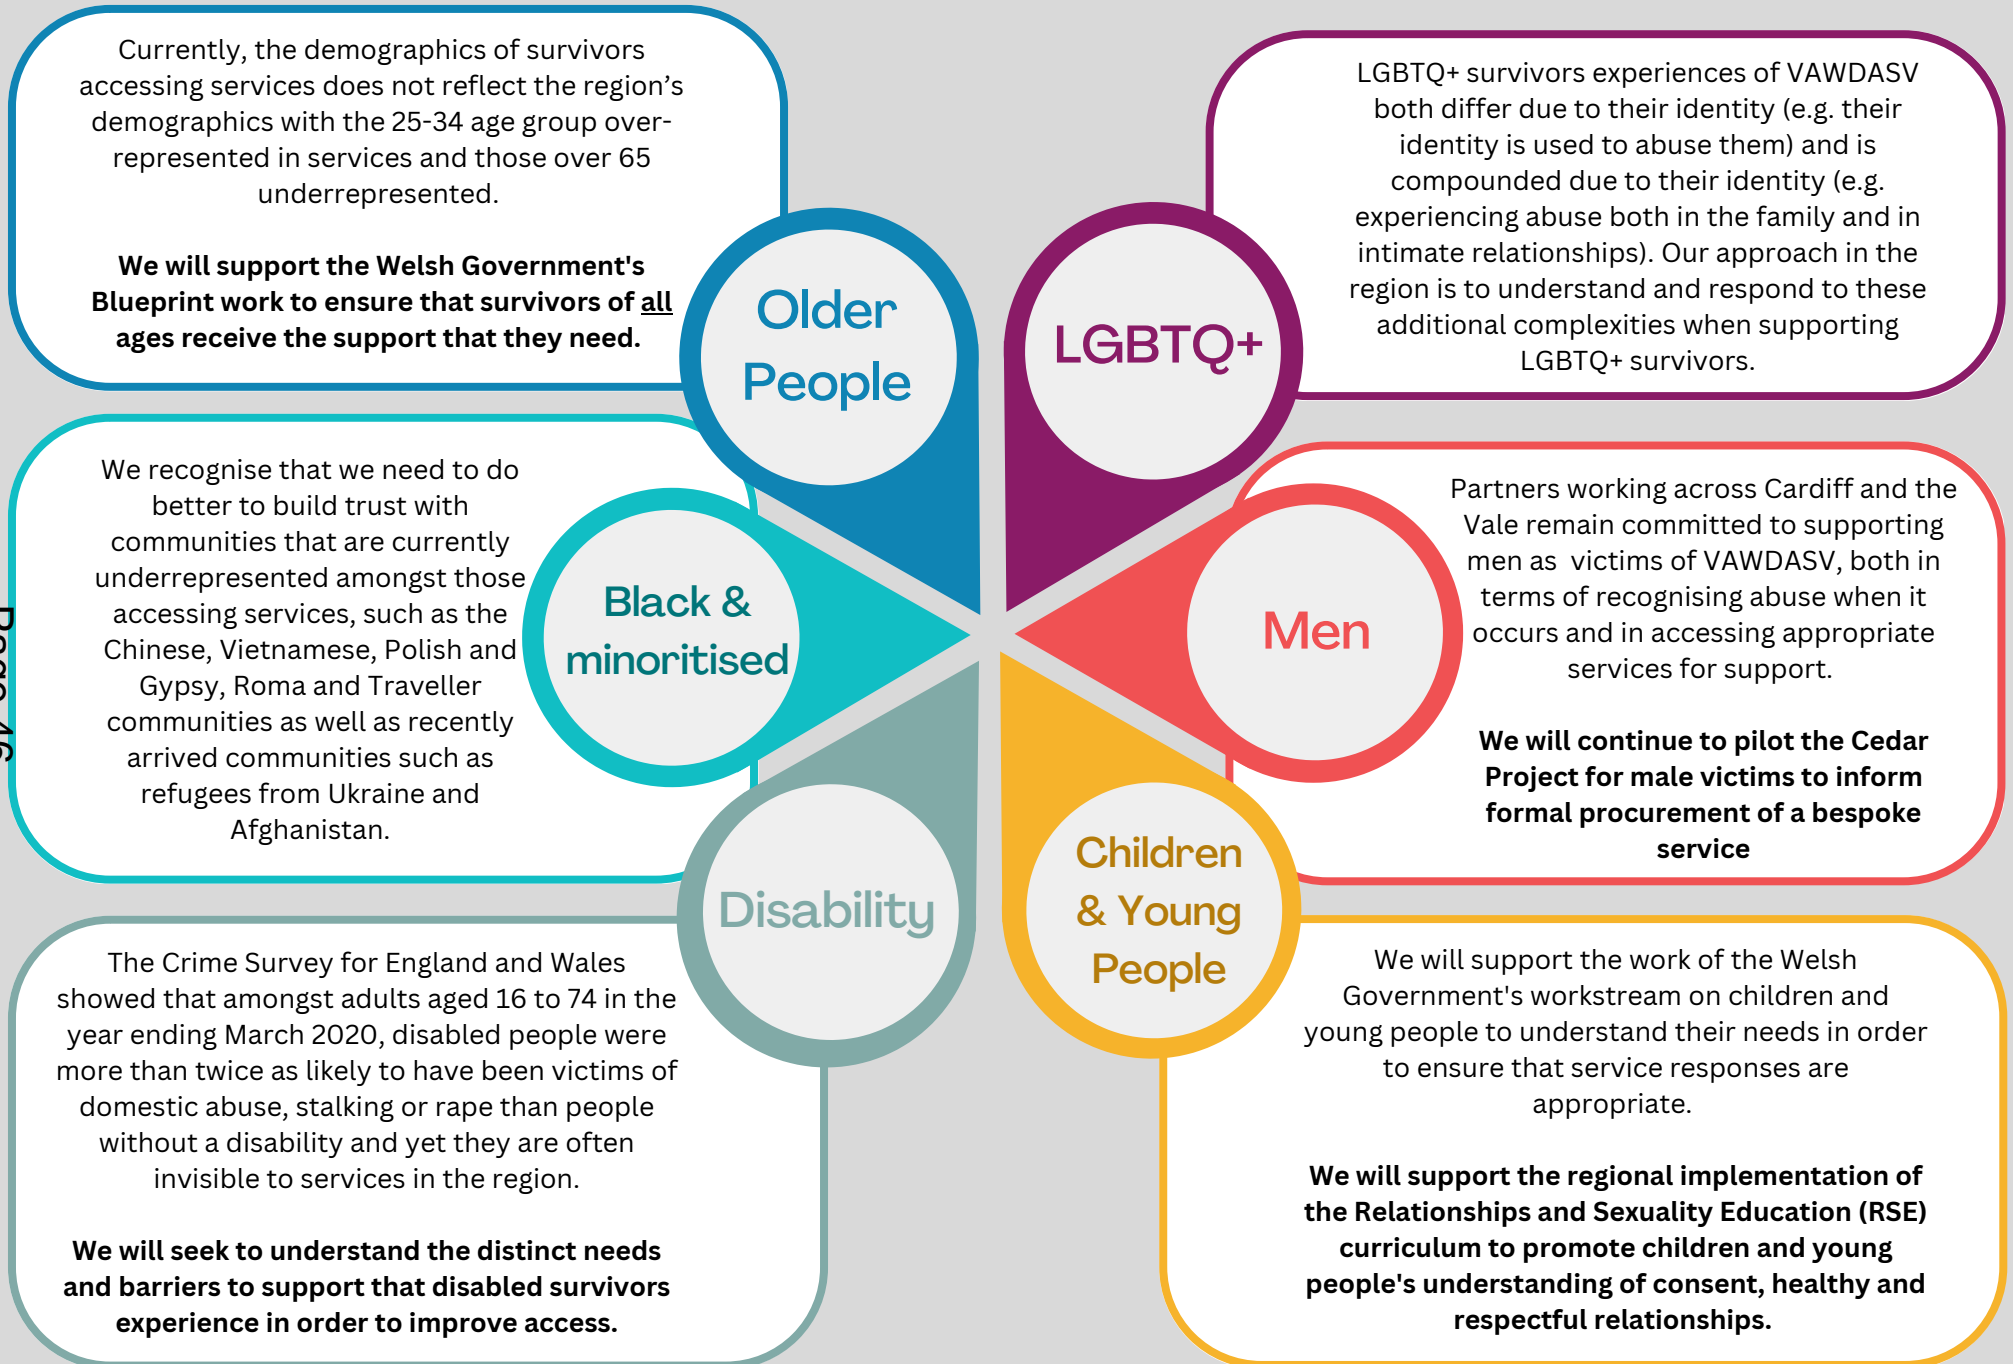 Currently, the demographics of survivors
accessing services does not reflect the region's
demographics with the 25-34 age group over-
represented in services and those over 65
underrepresented.
We will support the Welsh Government's
Blueprint work to ensure that survivors of all
ages receive the support that they need.
Older
People
LGBTQ+ survivors experiences of VAWDASV
both differ due to their identity (e.g. their
identity is used to abuse them) and is
compounded due to their identity (e.g.
experiencing abuse both in the family and in
intimate relationships). Our approach in the
region is to understand and respond to these
additional complexities when supporting
LGBTQ+ survivors.
LGBTQ+
We recognise that we need to do
better to build trust with
communities that are currently
underrepresented amongst those
accessing services, such as the
Chinese, Vietnamese, Polish and
Gypsy, Roma and Traveller
communities as well as recently
arrived communities such as
refugees from Ukraine and
Afghanistan.
Black &
minoritised
Partners working across Cardiff and the
Vale remain committed to supporting
men as  victims of VAWDASV, both in
terms of recognising abuse when it
occurs and in accessing appropriate
services for support.
We will continue to pilot the Cedar
Project for male victims to inform
formal procurement of a bespoke
service
Men
The Crime Survey for England and Wales
showed that amongst adults aged 16 to 74 in the
year ending March 2020, disabled people were
more than twice as likely to have been victims of
domestic abuse, stalking or rape than people
without a disability and yet they are often
invisible to services in the region.
We will seek to understand the distinct needs
and barriers to support that disabled survivors
experience in order to improve access.
Disability
Children
& Young
People
We will support the work of the Welsh
Government's workstream on children and
young people to understand their needs in order
to ensure that service responses are
appropriate.
We will support the regional implementation of
the Relationships and Sexuality Education (RSE)
curriculum to promote children and young
people's understanding of consent, healthy and
respectful relationships.
Page 46